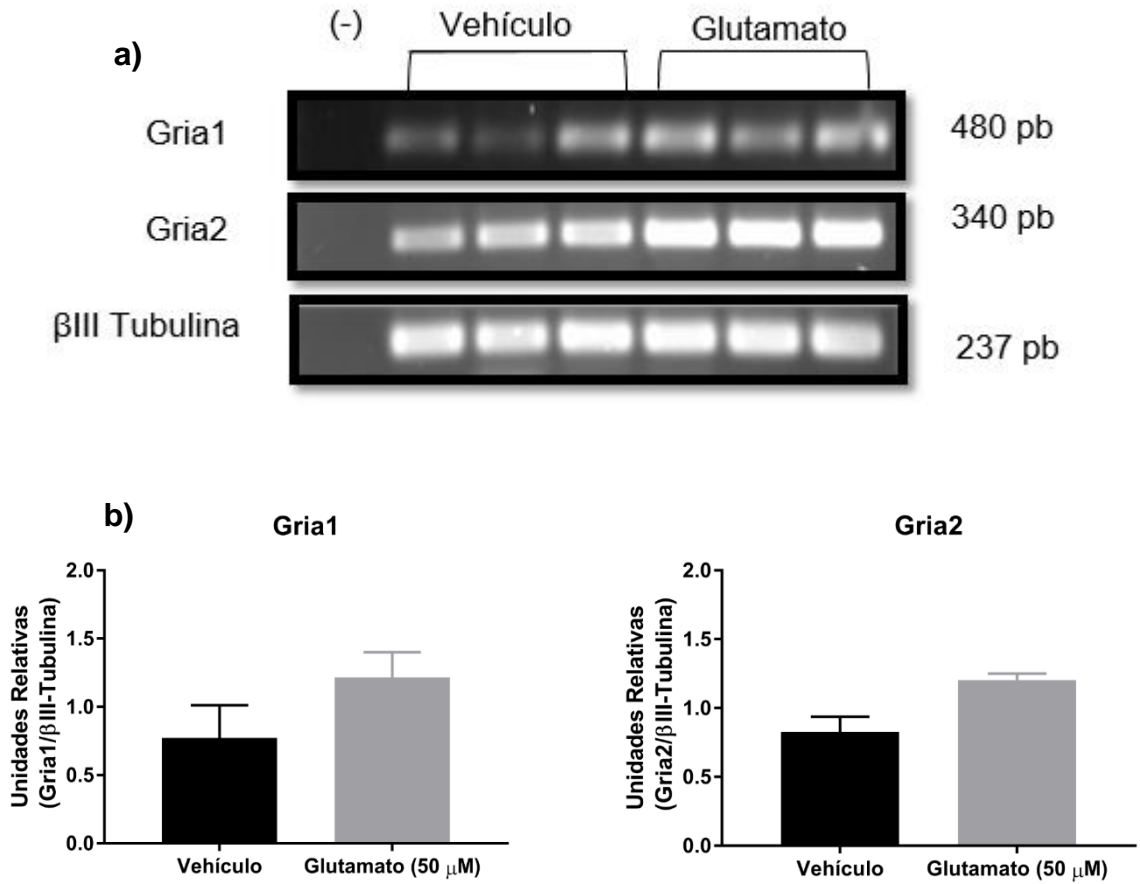 (-) Vehículo Glutamato
a)
Gria1 480 pb
Gria2 340 pb
βIII Tubulina 237 pb
b)
Gria1
Unidades Relativas
(Gria1/βIII-Tubulina)
2.0
1.5
1.0
0.5
0.0
Vehículo Glutamato (50 μM)
Gria2
Unidades Relativas
(Gria2/βIII-Tubulina)
2.0
1.5
1.0
0.5
0.0
Vehículo Glutamato (50 μM)